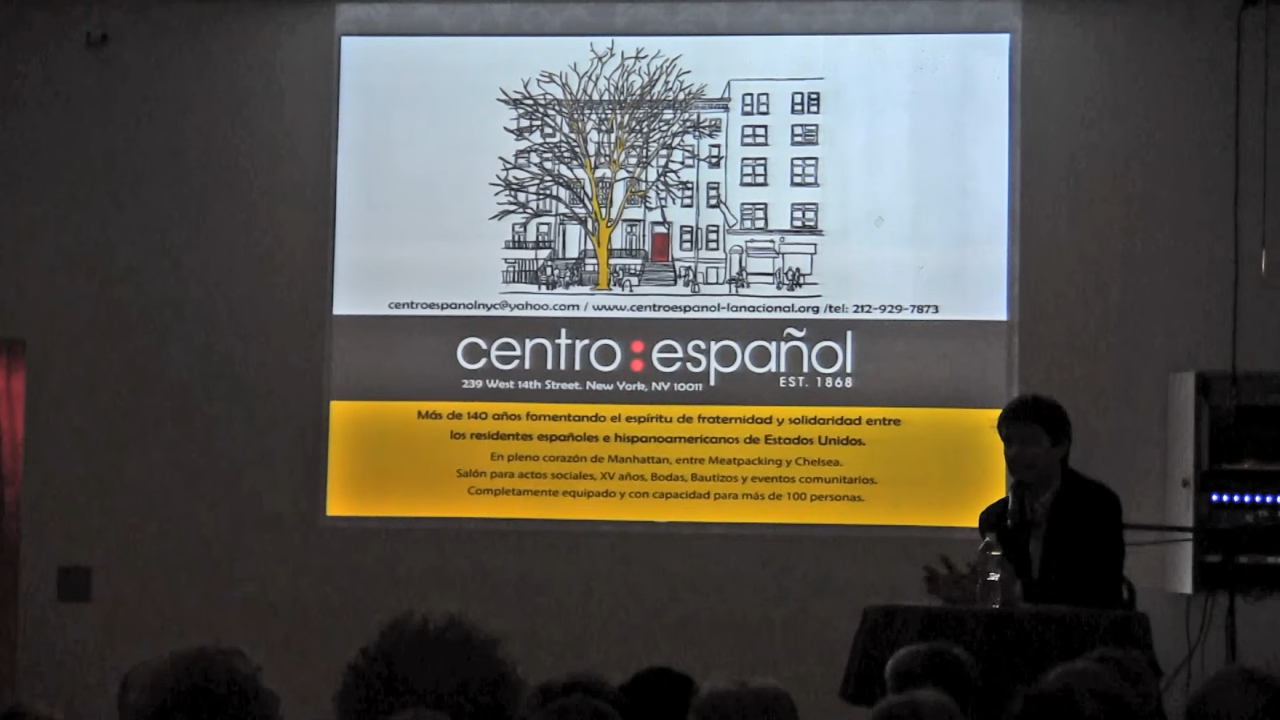 centroespanolnyc@yahoo.com / www.centroespanol-lanacional.org /tel: 212-929-7873
centro:español
239 West 14th Street. New York, NY 10011 EST. 1868
Más de 140 años fomentando el espíritu de fraternidad y solidaridad entre
los residentes españoles e hispanoamericanos de Estados Unidos.
En pleno corazón de Manhattan, entre Meatpacking y Chelsea.
Salón para actos sociales, XV años, Bodas, Bautizos y eventos comunitarios.
Completamente equipado y con capacidad para más de 100 personas.